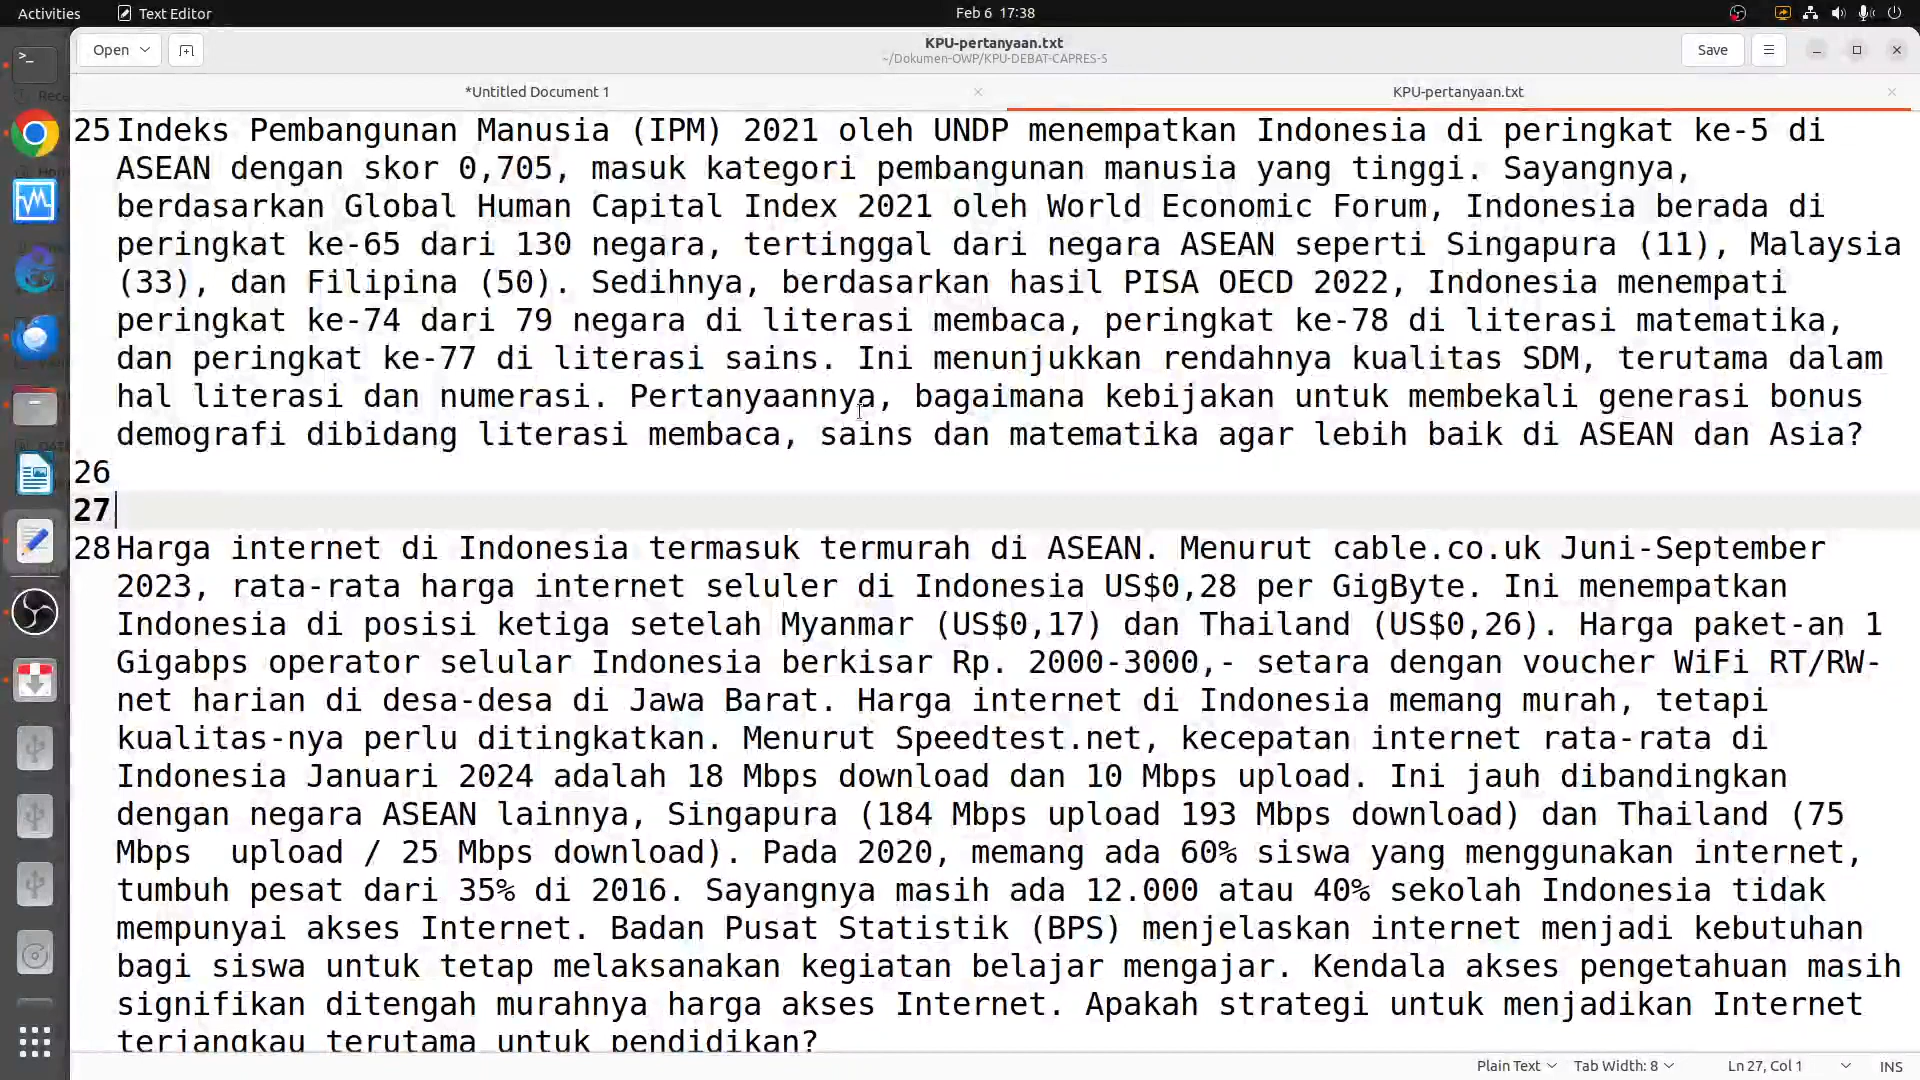 Activities Text Editor Feb 6 17:38
Open KPU-pertanyaan.txt Save
~/Dokumen-OWP/KPU-DEBAT-CAPRES-5
*Untitled Document 1 KPU-pertanyaan.txt
25 Indeks Pembangunan Manusia (IPM) 2021 oleh UNDP menempatkan Indonesia di peringkat ke-5 di
ASEAN dengan skor 0,705, masuk kategori pembangunan manusia yang tinggi. Sayangnya,
berdasarkan Global Human Capital Index 2021 oleh World Economic Forum, Indonesia berada di
peringkat ke-65 dari 130 negara, tertinggal dari negara ASEAN seperti Singapura (11), Malaysia
(33), dan Filipina (50). Sedihnya, berdasarkan hasil PISA OECD 2022, Indonesia menempati
peringkat ke-74 dari 79 negara di literasi membaca, peringkat ke-78 di literasi matematika,
dan peringkat ke-77 di literasi sains. Ini menunjukkan rendahnya kualitas SDM, terutama dalam
hal literasi dan numerasi. Pertanyaannya, bagaimana kebijakan untuk membekali generasi bonus
demografi dibidang literasi membaca, sains dan matematika agar lebih baik di ASEAN dan Asia?
26
27
28 Harga internet di Indonesia termasuk termurah di ASEAN. Menurut cable.co.uk Juni-September
2023, rata-rata harga internet seluler di Indonesia US$0,28 per GigByte. Ini menempatkan
Indonesia di posisi ketiga setelah Myanmar (US$0,17) dan Thailand (US$0,26). Harga paket-an 1
Gigabps operator selular Indonesia berkisar Rp. 2000-3000,- setara dengan voucher WiFi RT/RW-
net harian di desa-desa di Jawa Barat. Harga internet di Indonesia memang murah, tetapi
kualitas-nya perlu ditingkatkan. Menurut Speedtest.net, kecepatan internet rata-rata di
Indonesia Januari 2024 adalah 18 Mbps download dan 10 Mbps upload. Ini jauh dibandingkan
dengan negara ASEAN lainnya, Singapura (184 Mbps upload 193 Mbps download) dan Thailand (75
Mbps  upload / 25 Mbps download). Pada 2020, memang ada 60% siswa yang menggunakan internet,
tumbuh pesat dari 35% di 2016. Sayangnya masih ada 12.000 atau 40% sekolah Indonesia tidak
mempunyai akses Internet. Badan Pusat Statistik (BPS) menjelaskan internet menjadi kebutuhan
bagi siswa untuk tetap melaksanakan kegiatan belajar mengajar. Kendala akses pengetahuan masih
signifikan ditengah murahnya harga akses Internet. Apakah strategi untuk menjadikan Internet
terjangkau terutama untuk pendidikan?
Plain Text Tab Width: 8 Ln 27, Col 1 INS